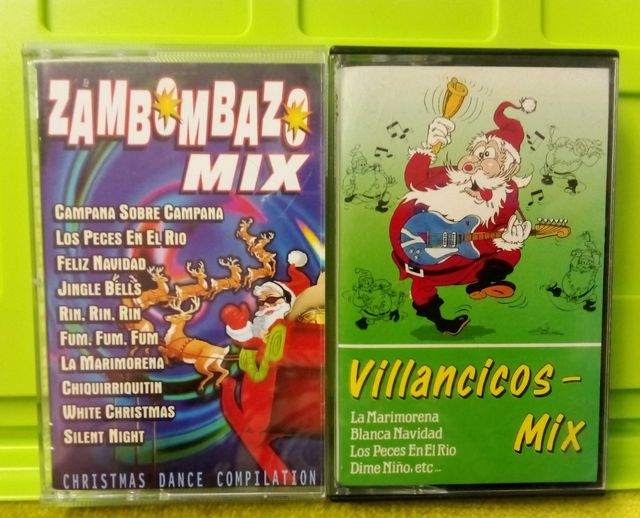 ZAMBOMBAZO
MIX
CAMPANA SOBRE CAMPANA
LOS PECES EN EL RIO
FELIZ NAVIDAD
JINGLE BELLS
RIN, RIN, RIN
FUM, FUM, FUM
LA MARIMORENA
CHIQUIRRIQUITIN
WHITE CHRISTMAS
SILENT NIGHT
CHRISTMAS DANCE COMPILATION
Villancicos-
Mix
La Marimorena
Blanca Navidad
Los Peces En El Rio
Dime Niño, etc...